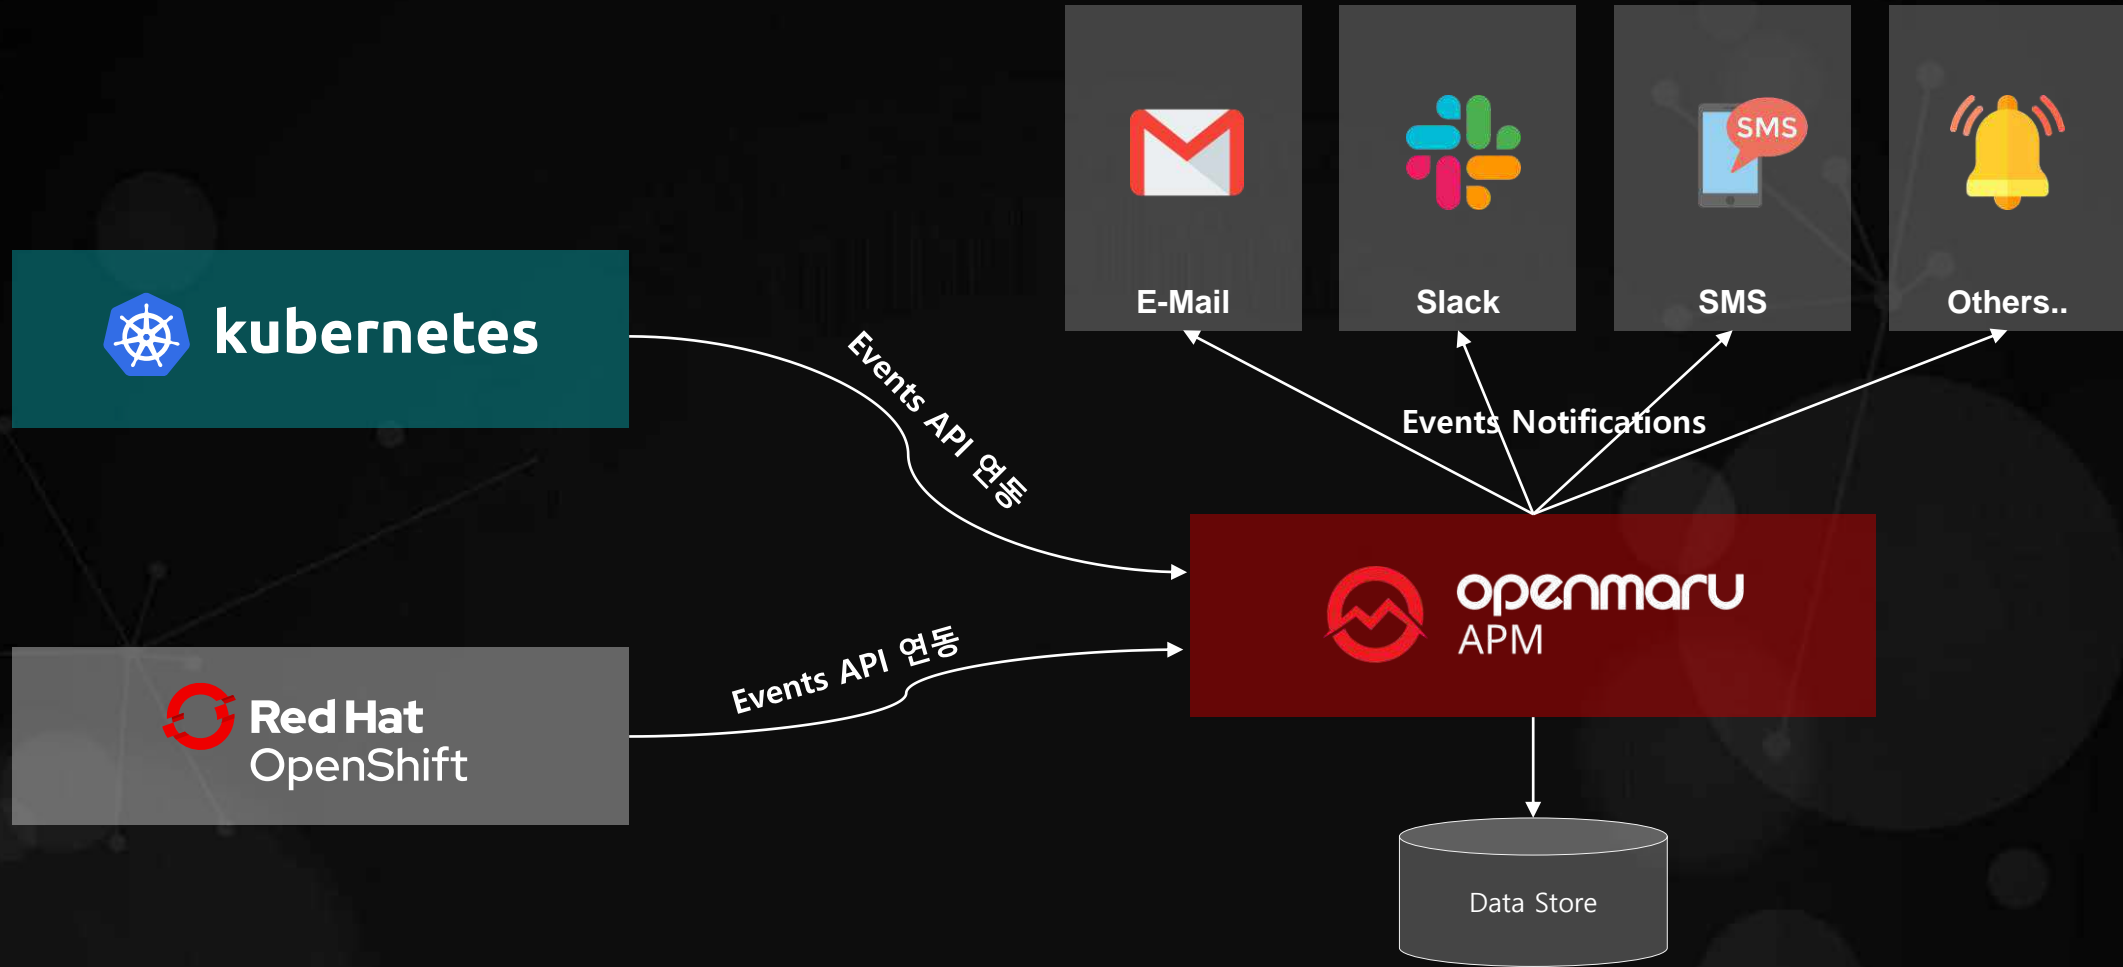 SMS
E-Mail
Slack
SMS
Others..
kubernetes
Events API 연동
Events Notifications
openmaru
APM
Events API 연동
Red Hat
OpenShift
Data Store